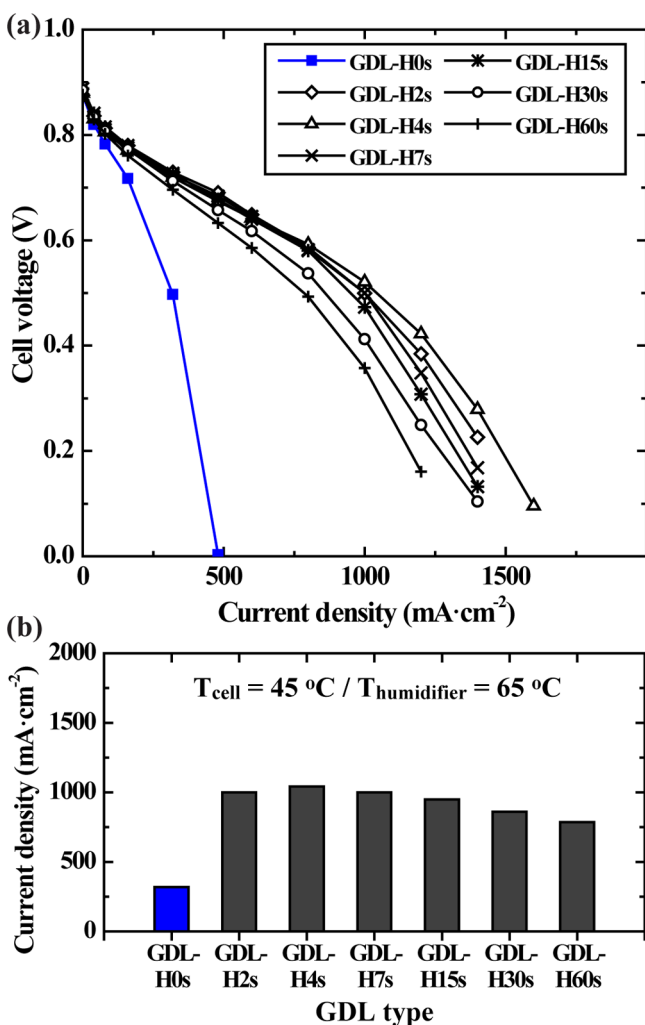 (a)
1.0
0.8
0.6
0.4
0.2
0.0
Cell voltage (V)
GDL-H0s
GDL-H2s
GDL-H4s
GDL-H7s
GDL-H15s
GDL-H30s
GDL-H60s
0 500 1000 1500
Current density (mA·cm⁻²)
(b)
2000
1500
1000
500
0
Current density (mA·cm⁻²)
T_cell = 45 °C / T_humidifier = 65 °C
GDL- GDL- GDL- GDL- GDL- GDL- GDL-
H0s H2s H4s H7s H15s H30s H60s
GDL type